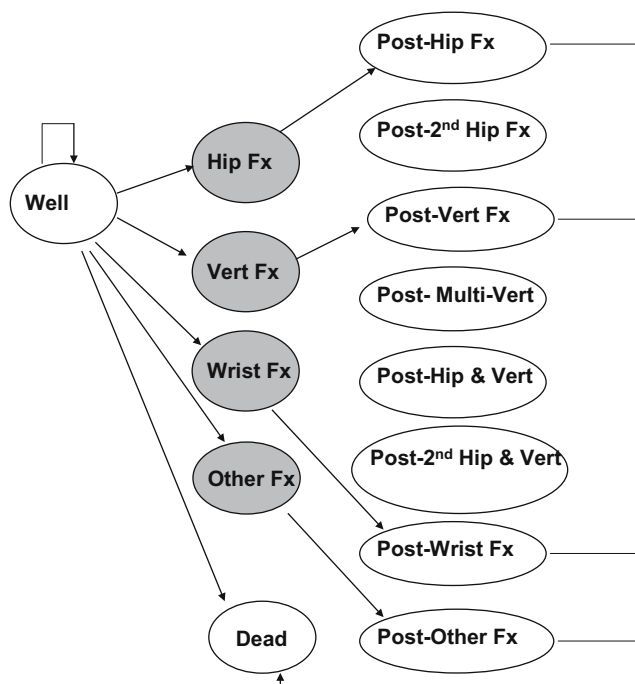 Post-Hip Fx
Post-2nd Hip Fx
Hip Fx
Well
Post-Vert Fx
Vert Fx
Post- Multi-Vert
Wrist Fx
Post-Hip & Vert
Post-2nd Hip & Vert
Other Fx
Post-Wrist Fx
Dead
Post-Other Fx